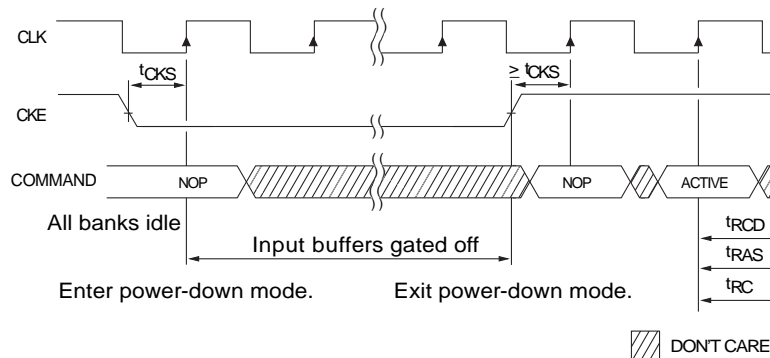 CLK
tCKS
≥ tCKS
CKE
COMMAND
NOP
NOP
ACTIVE
All banks idle
tRCD
Input buffers gated off
tRAS
Enter power-down mode.
Exit power-down mode.
tRC
DON'T CARE